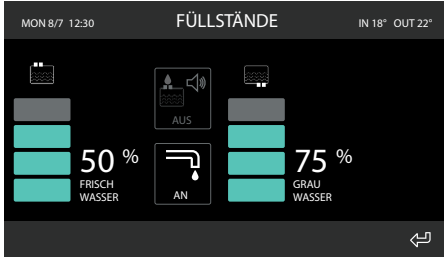 MON 8/7 12:30
FÜLLSTÄNDE
IN 18° OUT 22°
AUS
50 %
FRISCH
WASSER
AN
75 %
GRAU
WASSER